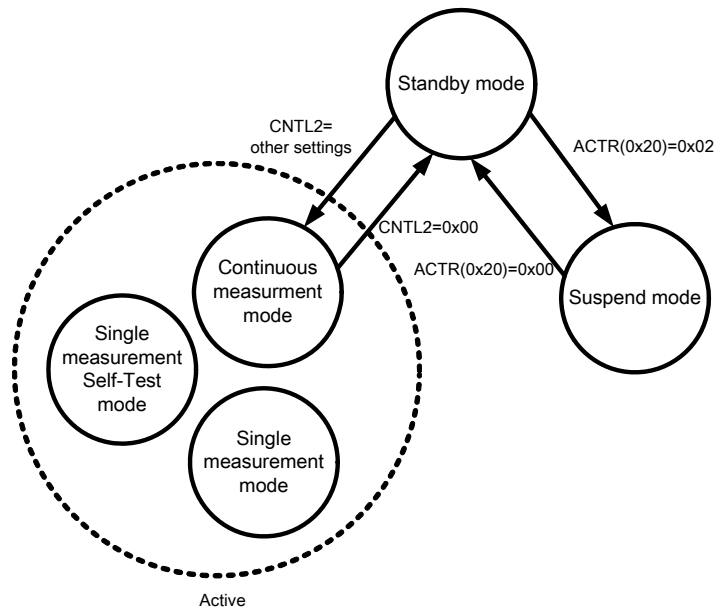 Standby mode
CNTL2=
other settings
ACTR(0x20)=0x02
CNTL2=0x00
ACTR(0x20)=0x00
Continuous
measurment
mode
Suspend mode
Single
measurement
Self-Test
mode
Single
measurement
mode
Active